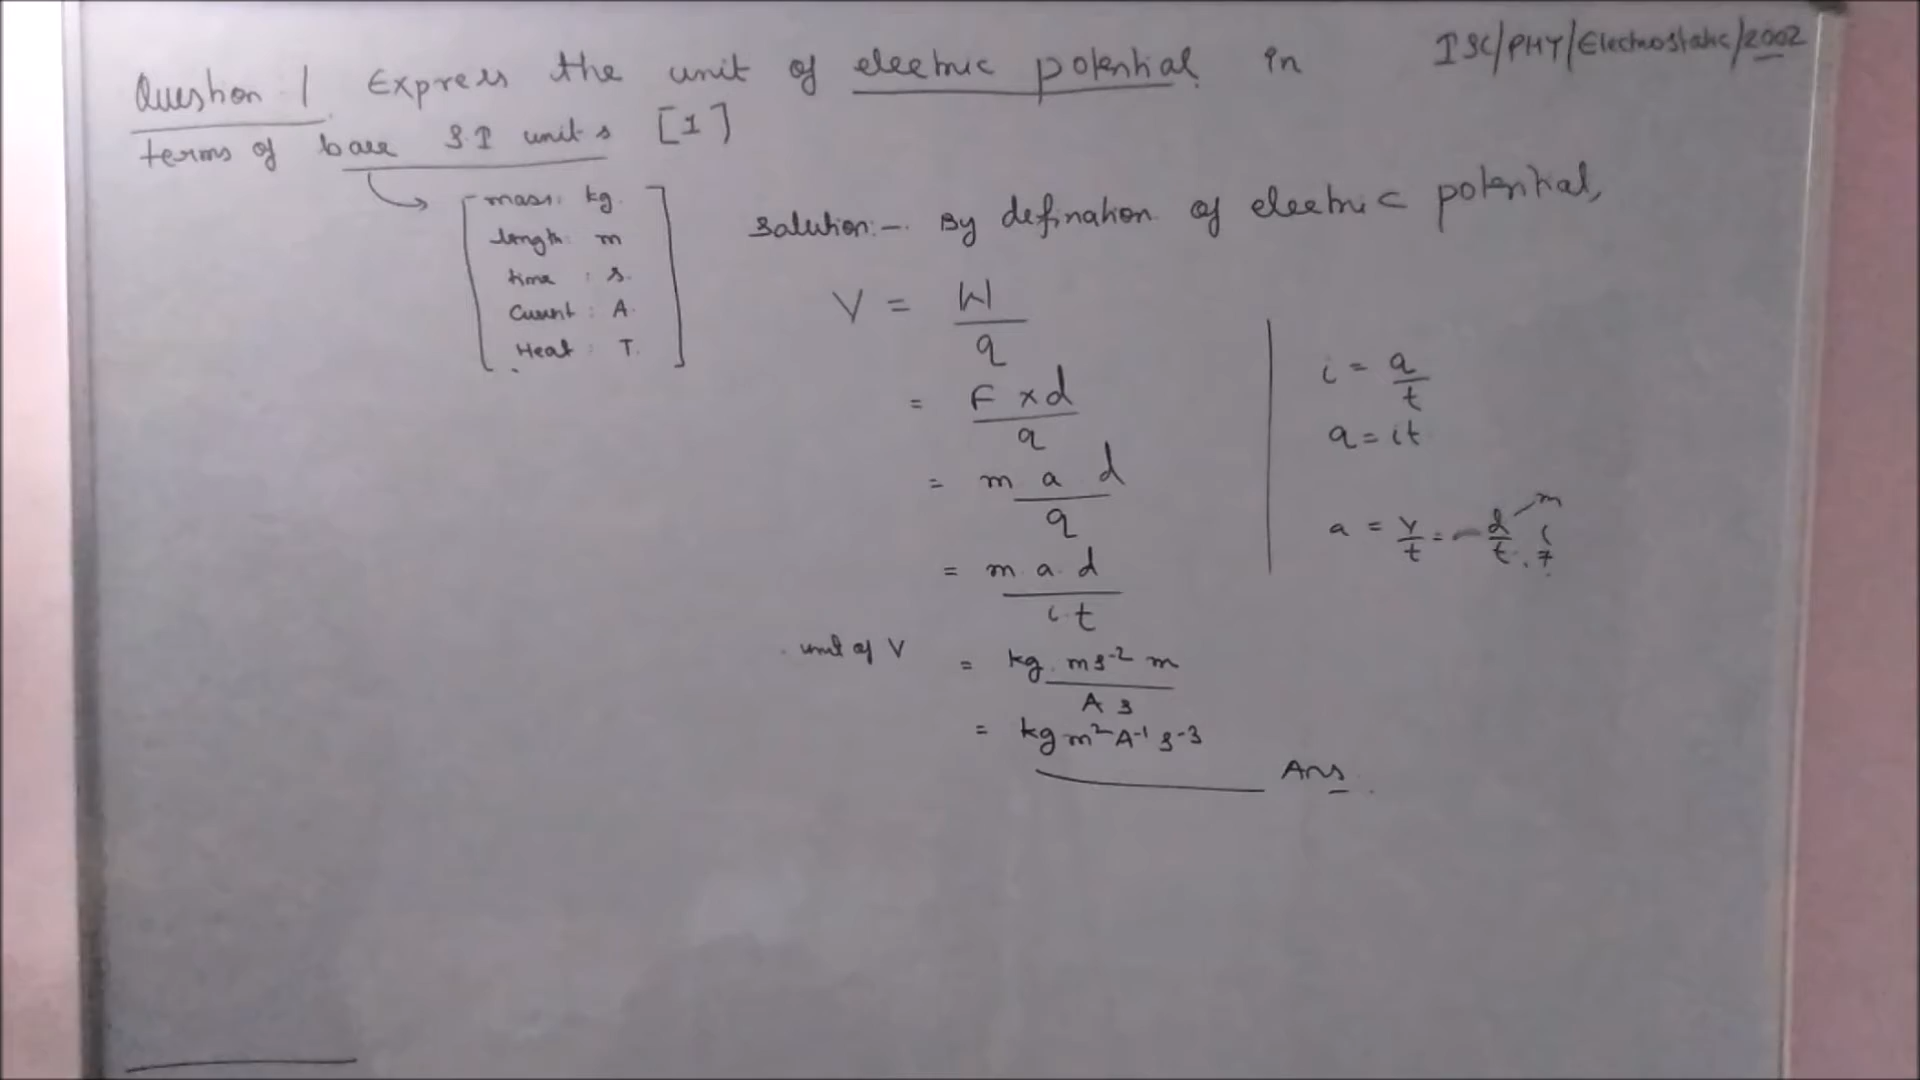 Question 1 Express the unit of electric potential in
ISC/PHY/Electrostatic/2002
terms of base S.I units [1]
mass: kg.
length: m
time : s.
Current : A.
Heat : T.
Solution:-. By defination of electric potential,
V = W
q
= F x d
q
= m a d
q
= m a d
i t
unit of V = kg ms-2 m
A s
= kg m2 A-1 s-3
Ans.
i = q
t
q = it
a = v
t = d
t
m